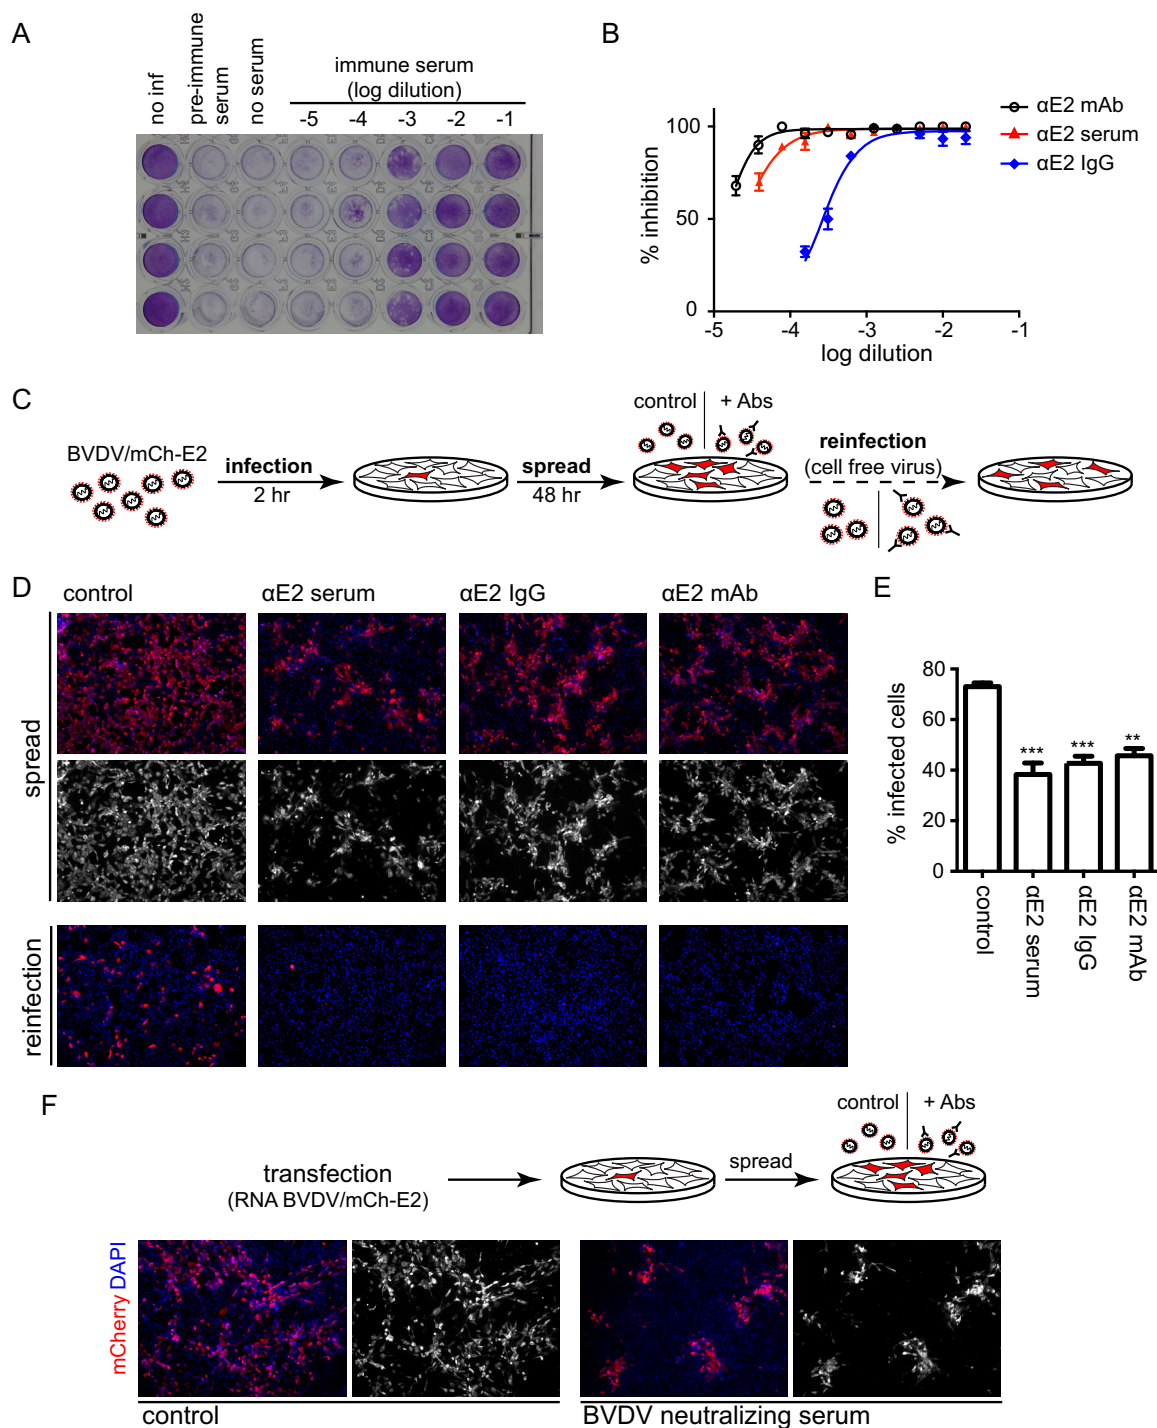 A
no inf
pre-immune
serum
no serum
immune serum
(log dilution)
-5 -4 -3 -2 -1
B
% inhibition
100
50
0
-5 -4 -3 -2 -1
log dilution
αE2 mAb
αE2 serum
αE2 IgG
C
BVDV/mCh-E2
infection
2 hr
spread
48 hr
control + Abs
reinfection
(cell free virus)
D
control αE2 serum αE2 IgG αE2 mAb
spread
reinfection
E
% infected cells
80
60
40
20
0
*** *** **
control
αE2 serum
αE2 IgG
αE2 mAb
F
transfection
(RNA BVDV/mCh-E2)
spread
control + Abs
mCherry DAPI
control
BVDV neutralizing serum